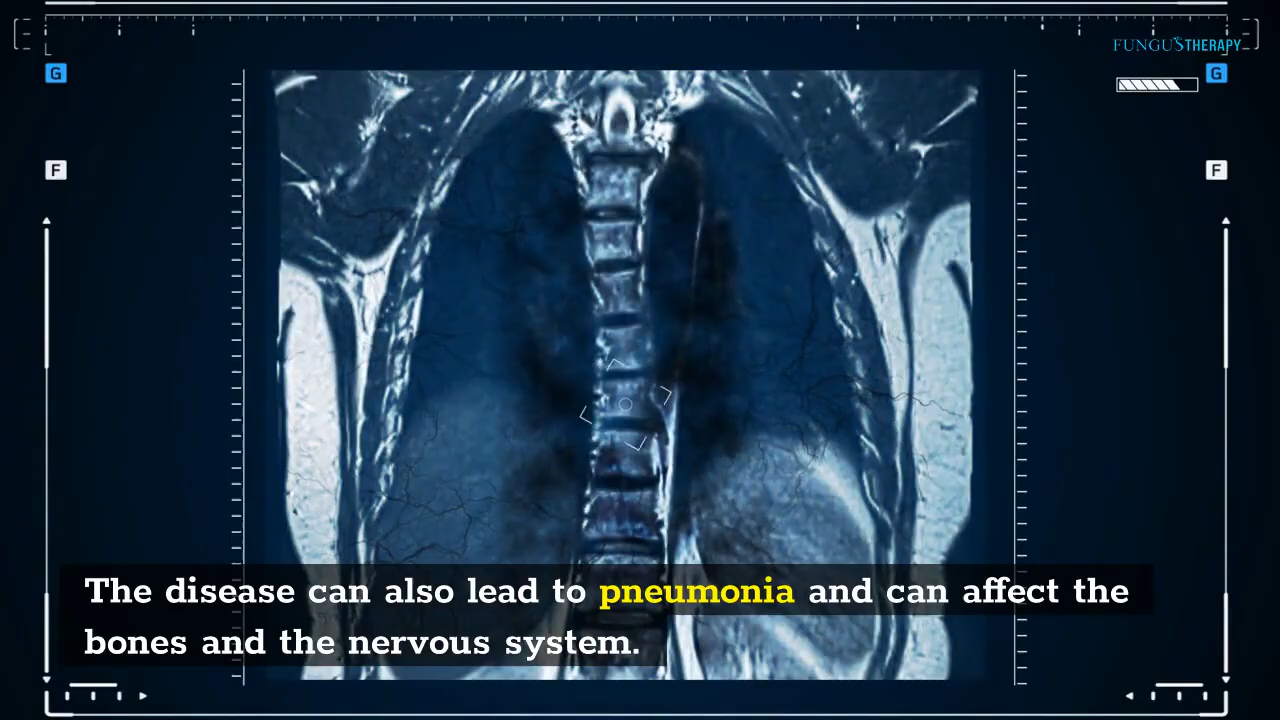 FUNGUSTHERAPY
G
G
F
F
The disease can also lead to pneumonia and can affect the
bones and the nervous system.